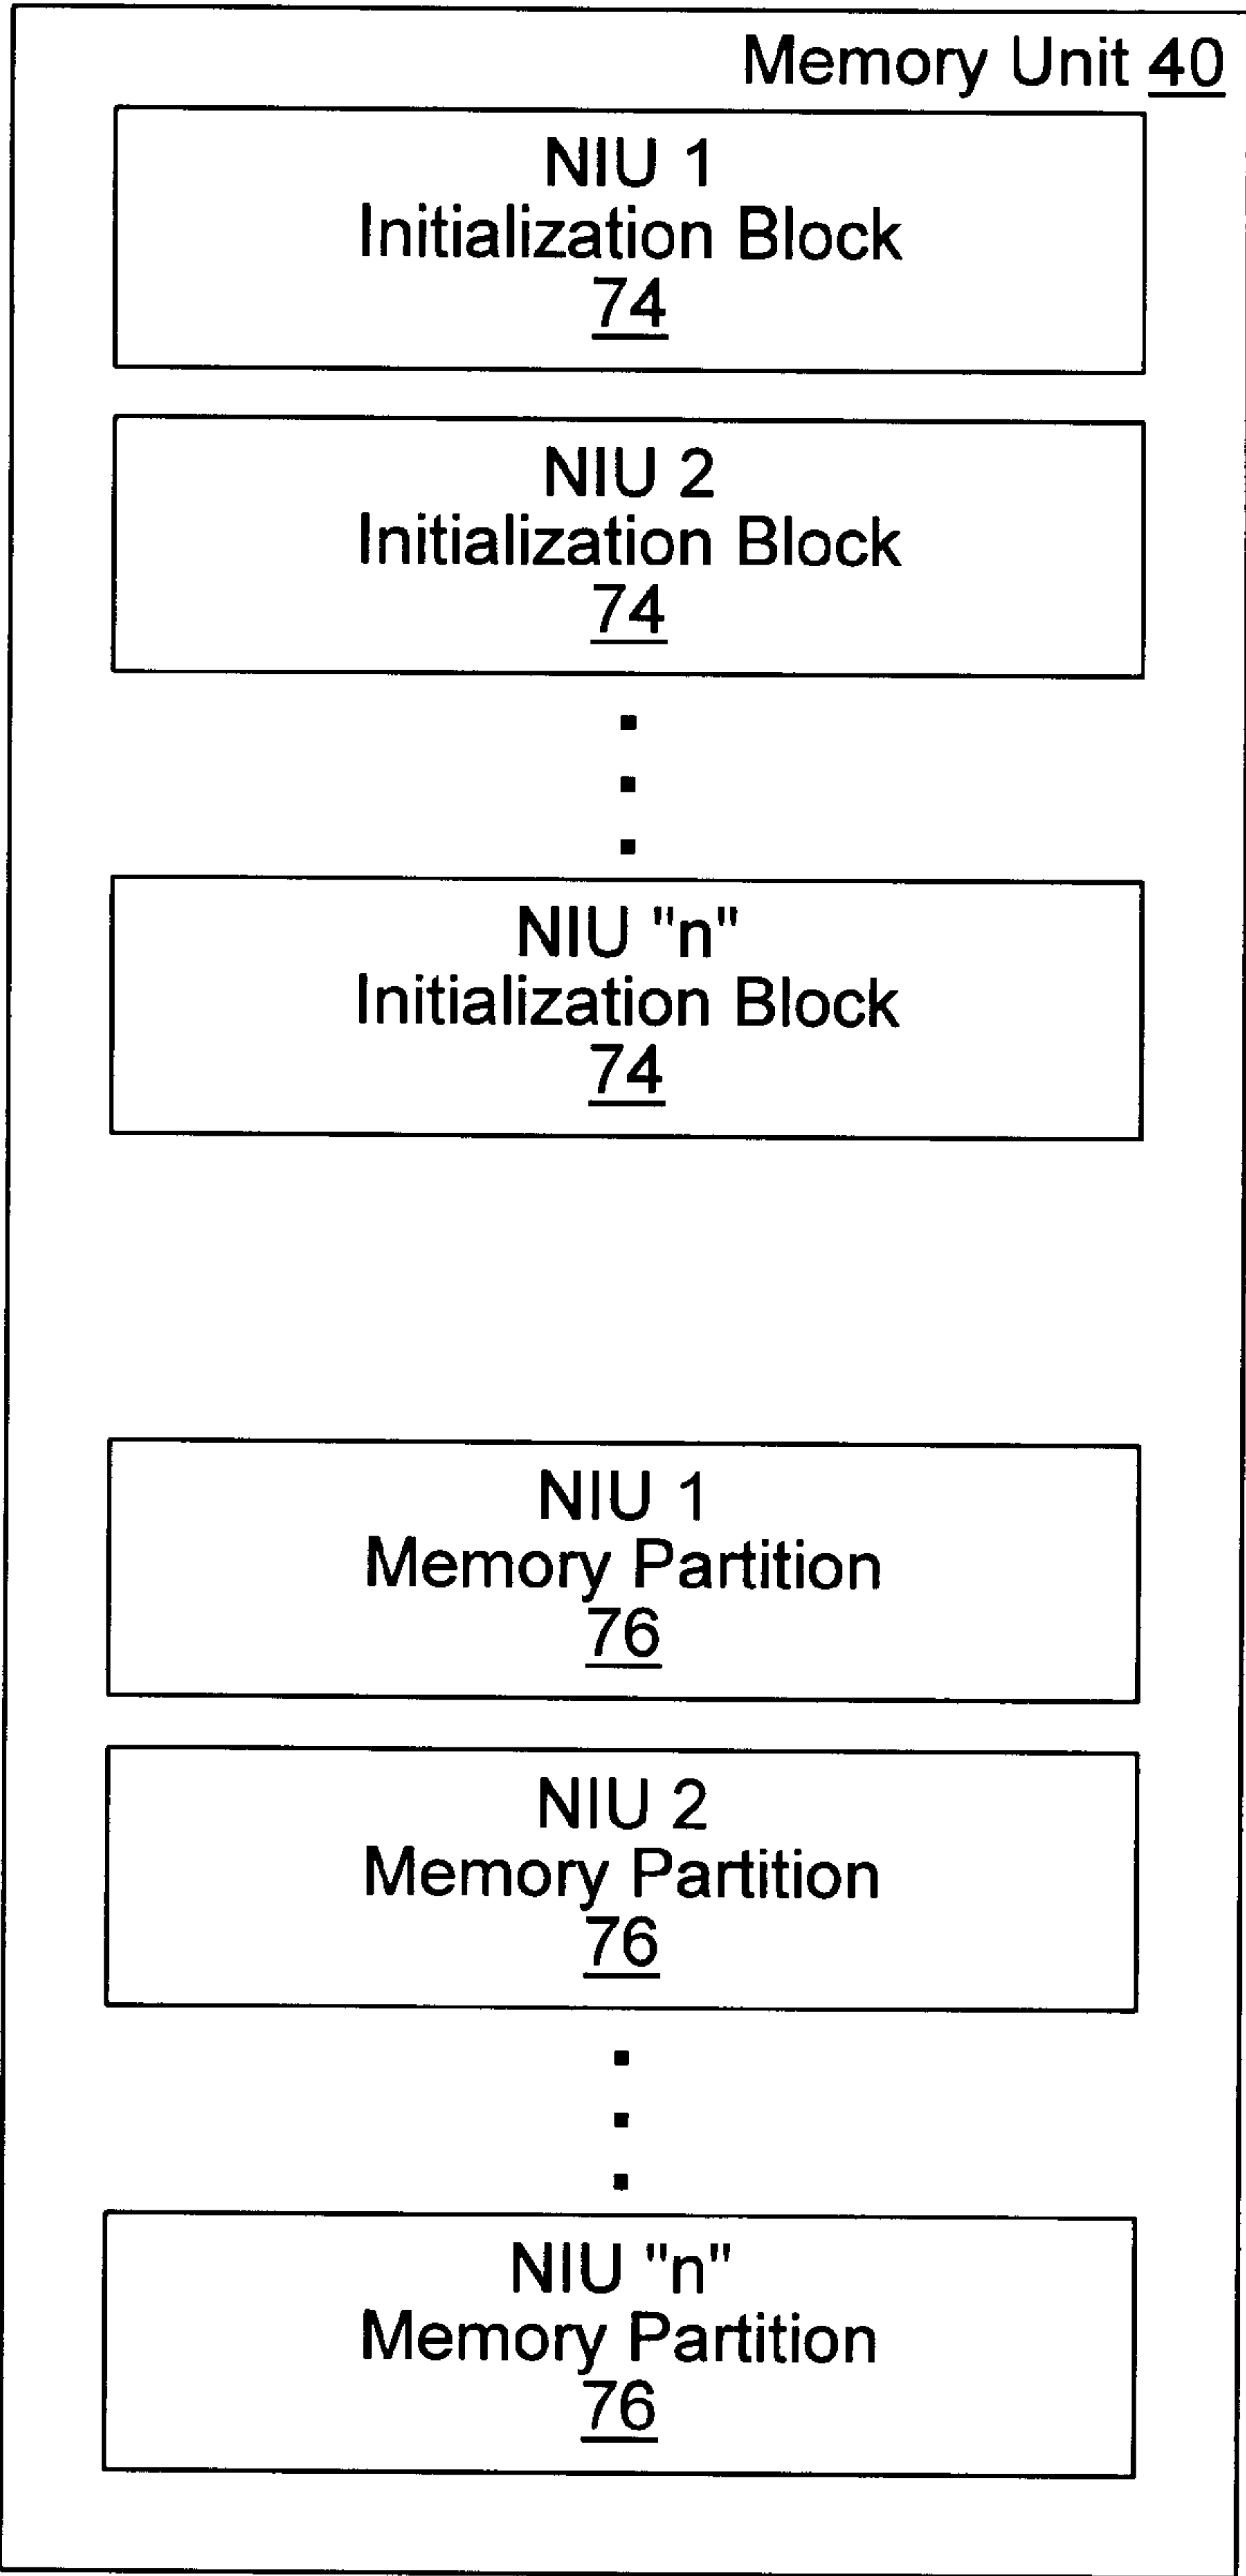 Memory Unit 40
NIU 1
Initialization Block
74
NIU 2
Initialization Block
74
NIU "n"
Initialization Block
74
NIU 1
Memory Partition
76
NIU 2
Memory Partition
76
NIU "n"
Memory Partition
76